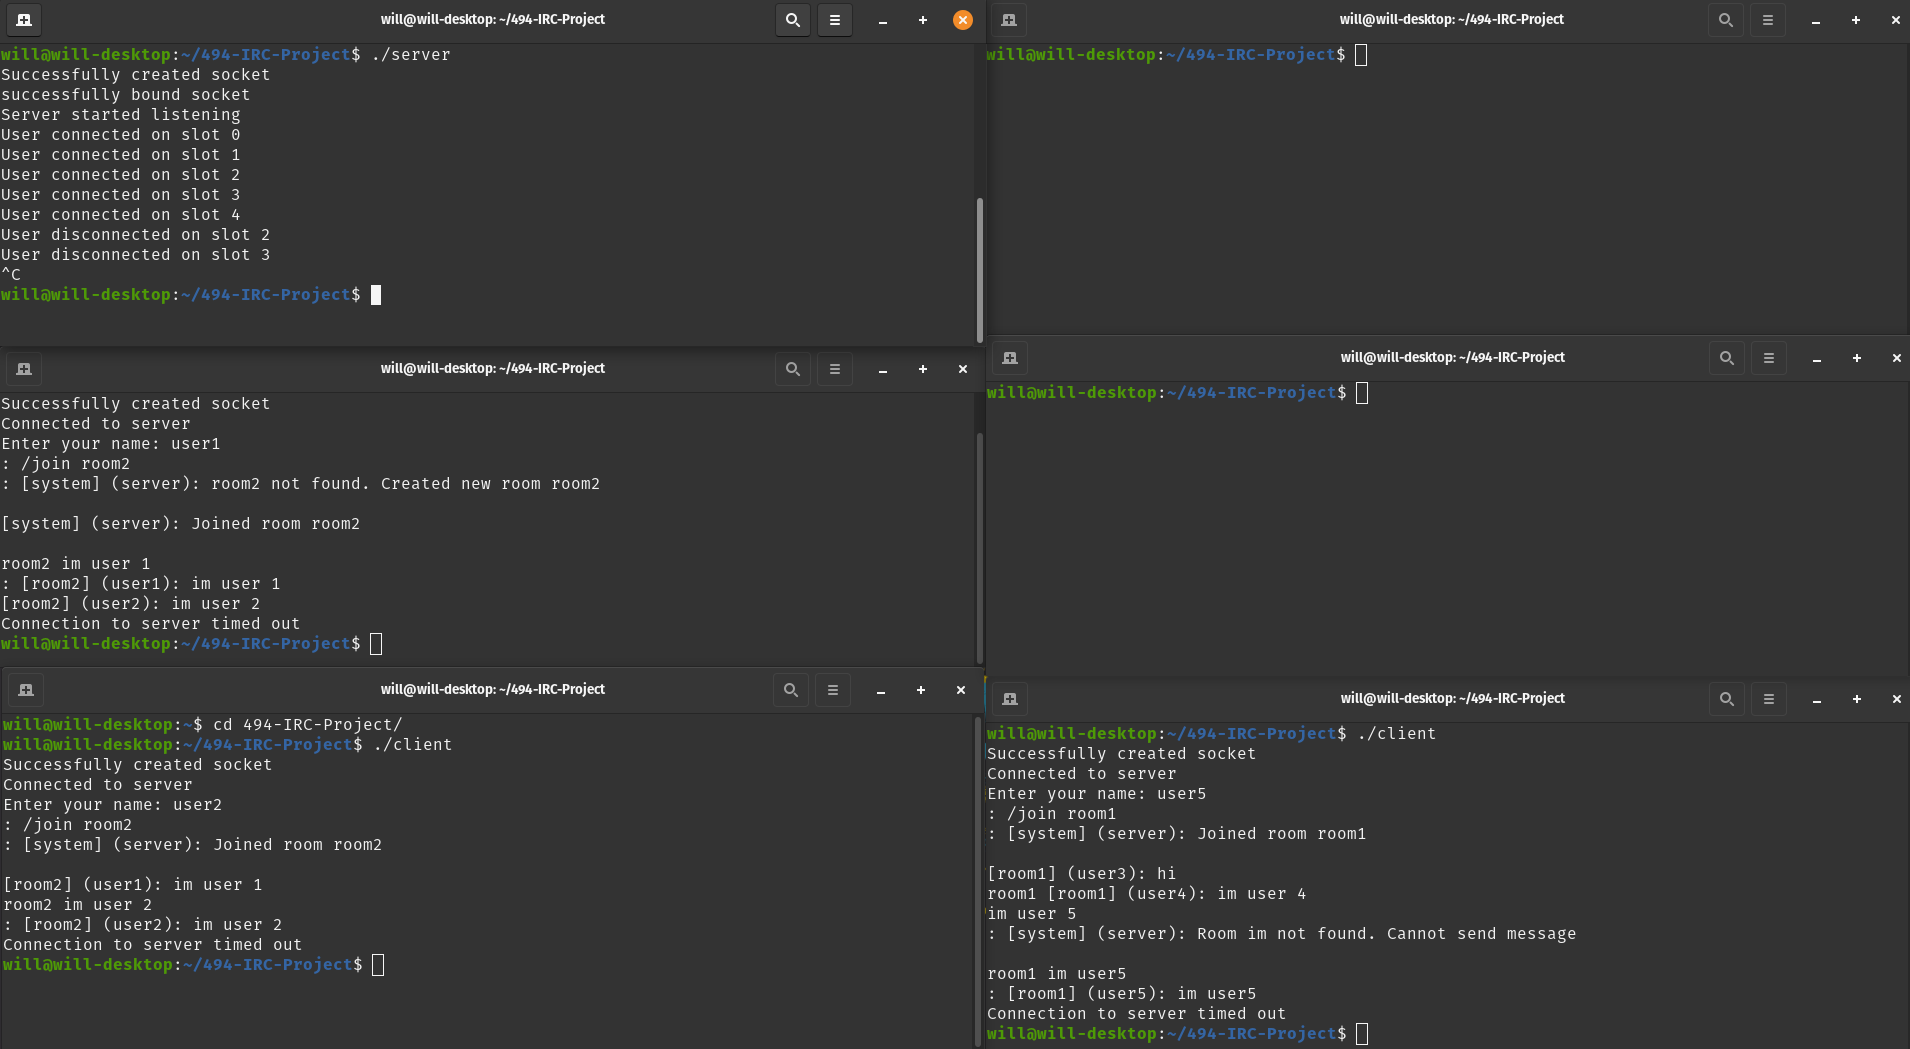 will@will-desktop: ~/494-IRC-Project
will@will-desktop:~/494-IRC-Project$ ./server
Successfully created socket
successfully bound socket
Server started listening
User connected on slot 0
User connected on slot 1
User connected on slot 2
User connected on slot 3
User connected on slot 4
User disconnected on slot 2
User disconnected on slot 3
^C
will@will-desktop:~/494-IRC-Project$
will@will-desktop: ~/494-IRC-Project
will@will-desktop:~/494-IRC-Project$
will@will-desktop: ~/494-IRC-Project
Successfully created socket
Connected to server
Enter your name: user1
: /join room2
: [system] (server): room2 not found. Created new room room2
[system] (server): Joined room room2
room2 im user 1
: [room2] (user1): im user 1
[room2] (user2): im user 2
Connection to server timed out
will@will-desktop:~/494-IRC-Project$
will@will-desktop: ~/494-IRC-Project
will@will-desktop:~/494-IRC-Project$
will@will-desktop: ~/494-IRC-Project
will@will-desktop:~$ cd 494-IRC-Project/
will@will-desktop:~/494-IRC-Project$ ./client
Successfully created socket
Connected to server
Enter your name: user2
: /join room2
: [system] (server): Joined room room2
[room2] (user1): im user 1
room2 im user 2
: [room2] (user2): im user 2
Connection to server timed out
will@will-desktop:~/494-IRC-Project$
will@will-desktop: ~/494-IRC-Project
will@will-desktop:~/494-IRC-Project$ ./client
Successfully created socket
Connected to server
Enter your name: user5
: /join room1
: [system] (server): Joined room room1
[room1] (user3): hi
room1 [room1] (user4): im user 4
im user 5
: [system] (server): Room im not found. Cannot send message
room1 im user5
: [room1] (user5): im user5
Connection to server timed out
will@will-desktop:~/494-IRC-Project$